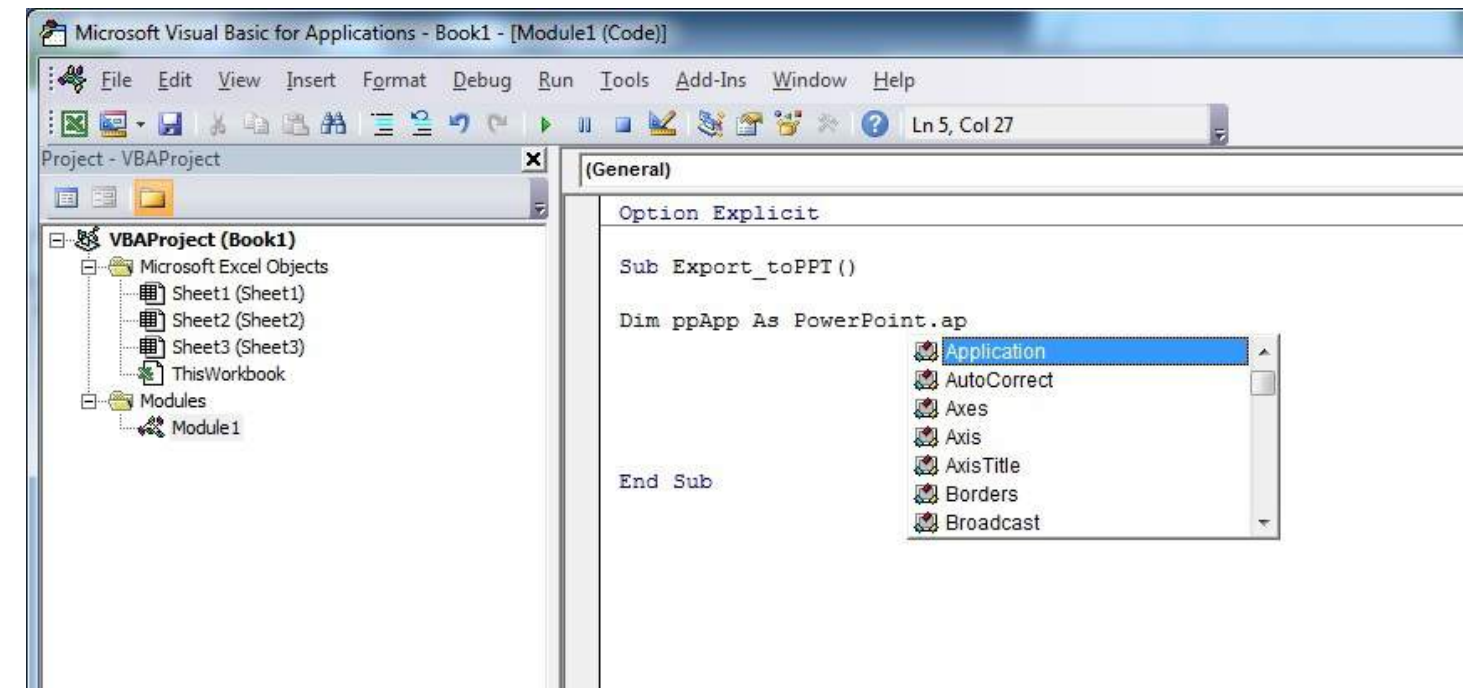 Microsoft Visual Basic for Applications - Book1 - [Module1 (Code)]
File Edit View Insert Format Debug Run Tools Add-Ins Window Help
Ln 5, Col 27
Project - VBAProject
VBAProject (Book1)
Microsoft Excel Objects
Sheet1 (Sheet1)
Sheet2 (Sheet2)
Sheet3 (Sheet3)
ThisWorkbook
Modules
Module1
(General)
Option Explicit
Sub Export_toPPT()
Dim ppApp As PowerPoint.ap
Application
AutoCorrect
Axes
Axis
AxisTitle
Borders
Broadcast
End Sub